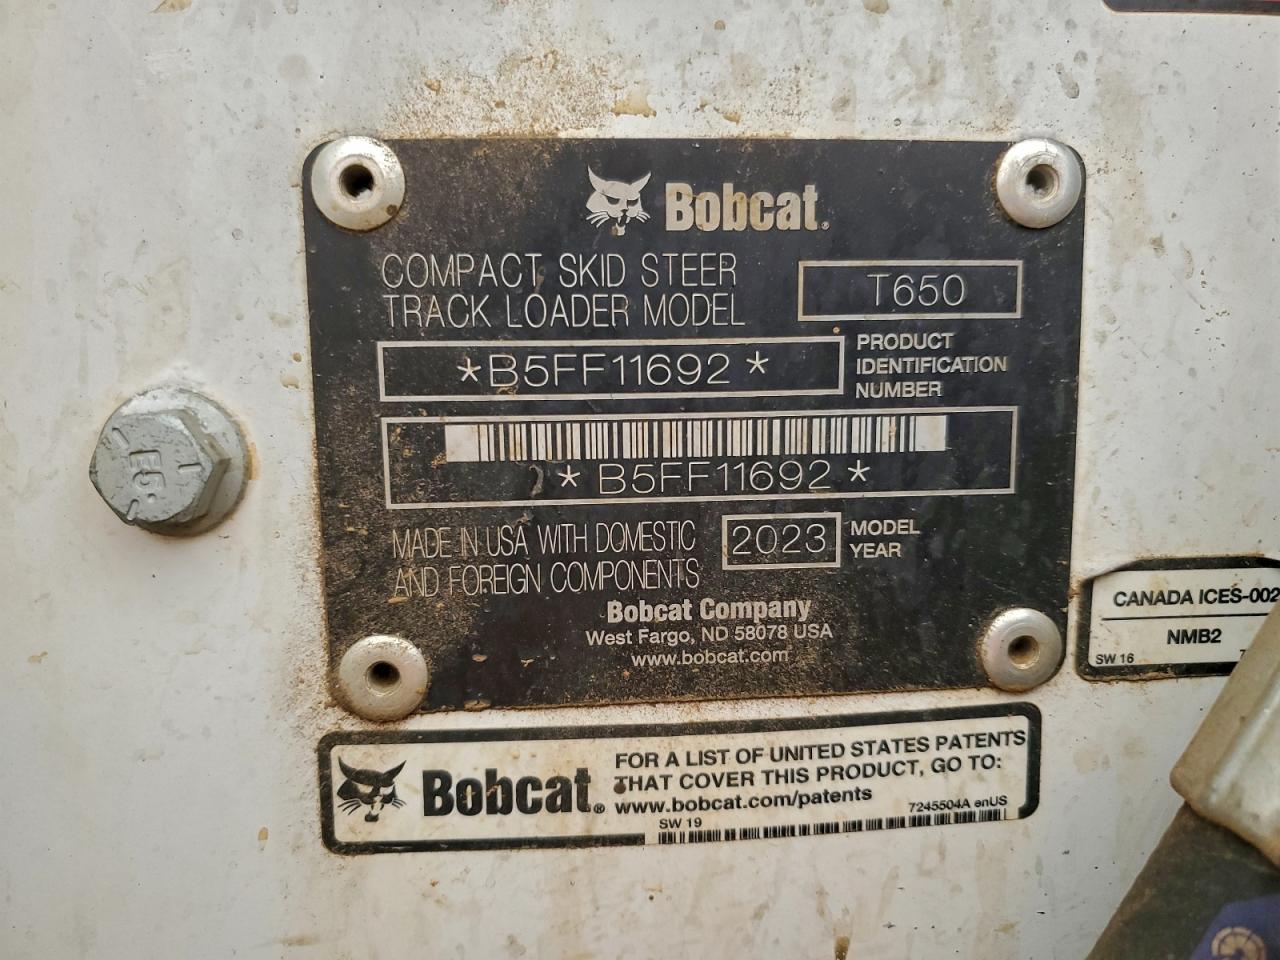 Bobcat®
COMPACT SKID STEER
TRACK LOADER MODEL
T650
*B5FF11692*
PRODUCT
IDENTIFICATION
NUMBER
*B5FF11692*
MADE IN USA WITH DOMESTIC
AND FOREIGN COMPONENTS
2023
MODEL
YEAR
Bobcat Company
West Fargo, ND 58078 USA
www.bobcat.com
CANADA ICES-002
NMB2
SW 16
Bobcat®
FOR A LIST OF UNITED STATES PATENTS
THAT COVER THIS PRODUCT, GO TO:
www.bobcat.com/patents
7245504A enUS
SW 19